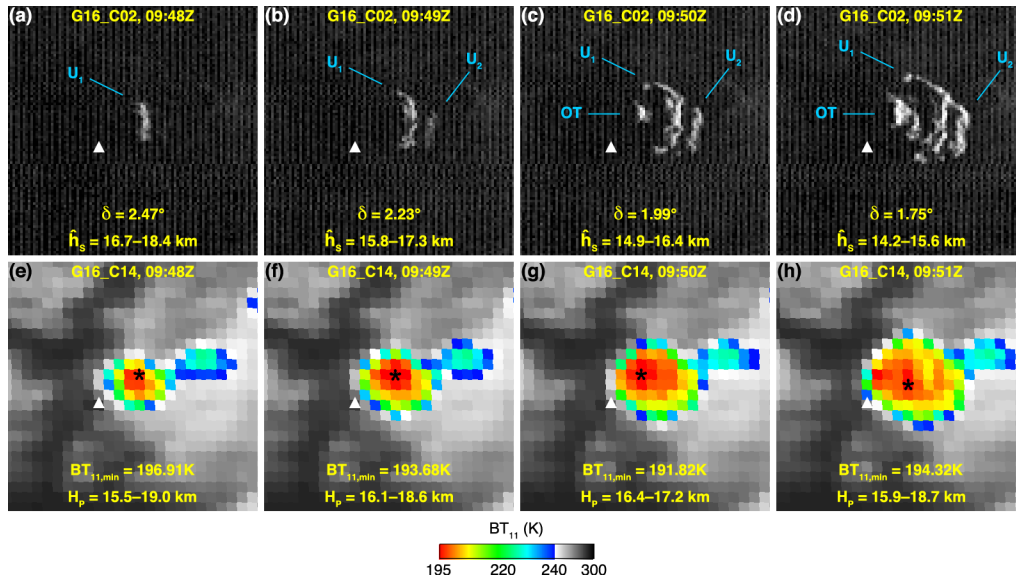 (a) G16_C02, 09:48Z
U1
δ = 2.47°
ĥS = 16.7–18.4 km
(b) G16_C02, 09:49Z
U1
U2
δ = 2.23°
ĥS = 15.8–17.3 km
(c) G16_C02, 09:50Z
U1
U2
OT
δ = 1.99°
ĥS = 14.9–16.4 km
(d) G16_C02, 09:51Z
U1
U2
OT
δ = 1.75°
ĥS = 14.2–15.6 km
(e) G16_C14, 09:48Z
*
BT11,min = 196.91K
HP = 15.5–19.0 km
(f) G16_C14, 09:49Z
*
BT11,min = 193.68K
HP = 16.1–18.6 km
(g) G16_C14, 09:50Z
*
BT11,min = 191.82K
HP = 16.4–17.2 km
(h) G16_C14, 09:51Z
*
BT11,min = 194.32K
HP = 15.9–18.7 km
BT11 (K)
195 220 240 300